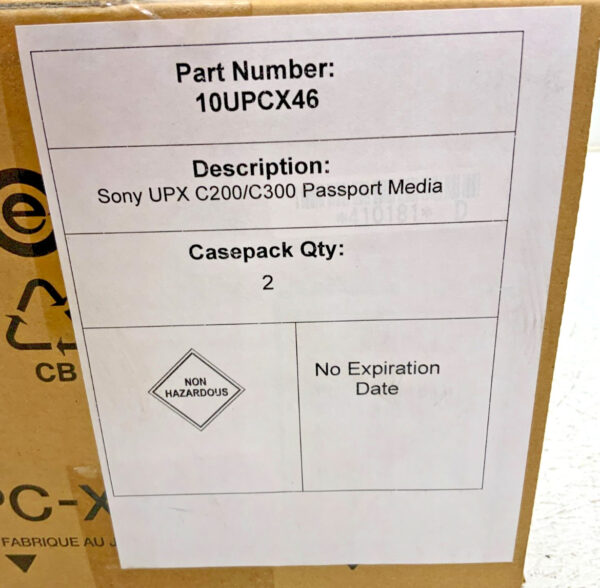 Part Number:
10UPCX46
Description:
Sony UPX C200/C300 Passport Media
*410181* D
Casepack Qty:
2
NON
HAZARDOUS
No Expiration
Date
e
CB
PC-X
FABRIQUE AU J